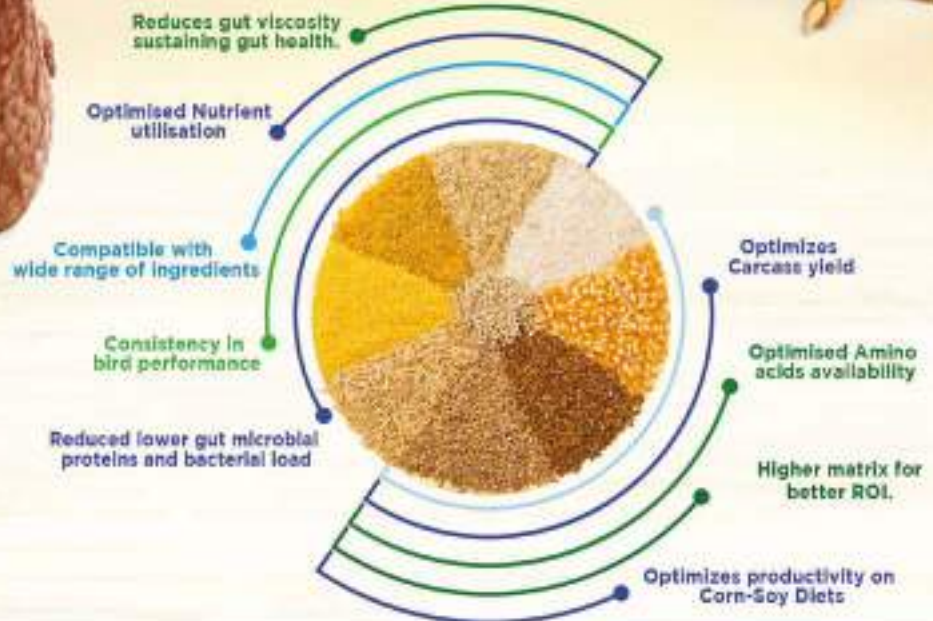 Reduces gut viscosity
sustaining gut health.
Optimised Nutrient
utilisation
Compatible with
wide range of ingredients
Consistency in
bird performance
Reduced lower gut microbial
proteins and bacterial load
Optimizes
Carcass yield
Optimised Amino
acids availability
Higher matrix for
better ROI.
Optimizes productivity on
Corn-Soy Diets